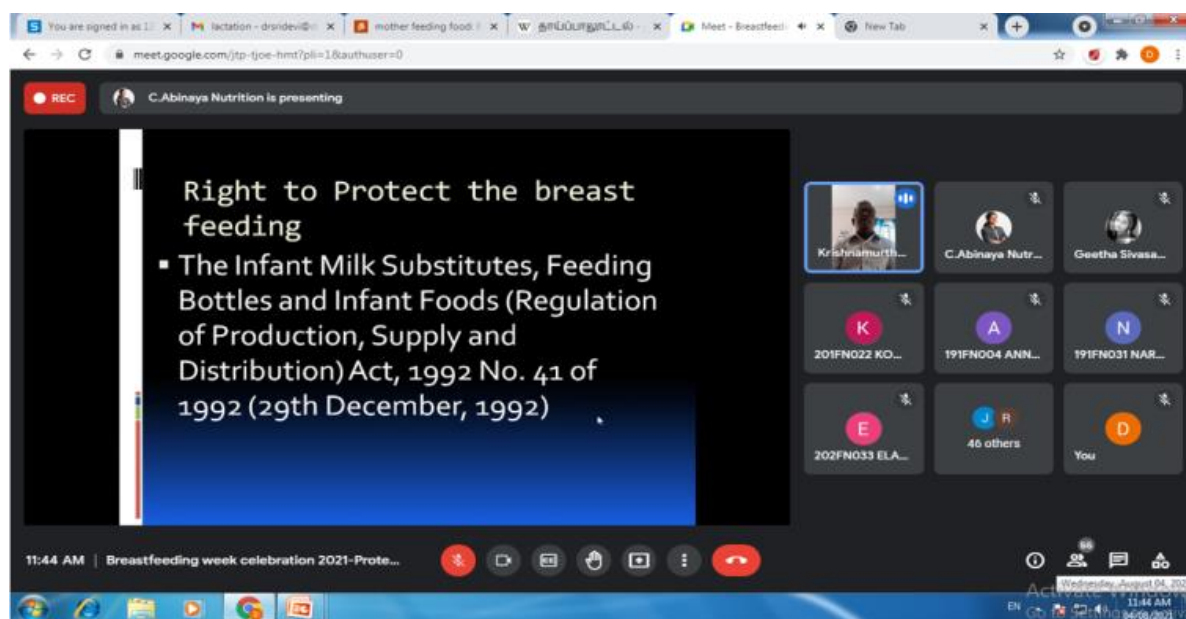 You are signed in as 1
lactation - drsridevi@
mother feeding food:
தாய்ப்பாலூட்டல் -
Meet - Breastfeedi
New Tab
meet.google.com/jtp-tjoe-hmt?pli=1&authuser=0
REC
C.Abinaya Nutrition is presenting
Right to Protect the breast
feeding
▪ The Infant Milk Substitutes, Feeding
Bottles and Infant Foods (Regulation
of Production, Supply and
Distribution) Act, 1992 No. 41 of
1992 (29th December, 1992)
Krishnamurth...
C.Abinaya Nutr...
Geetha Sivasa...
K
201FN022 KO...
A
191FN004 ANN...
N
191FN031 NAR...
E
202FN033 ELA...
J R
46 others
D
You
11:44 AM | Breastfeeding week celebration 2021-Prote...
Wednesday, August 04, 202
EN
11:44 AM
04/08/2021